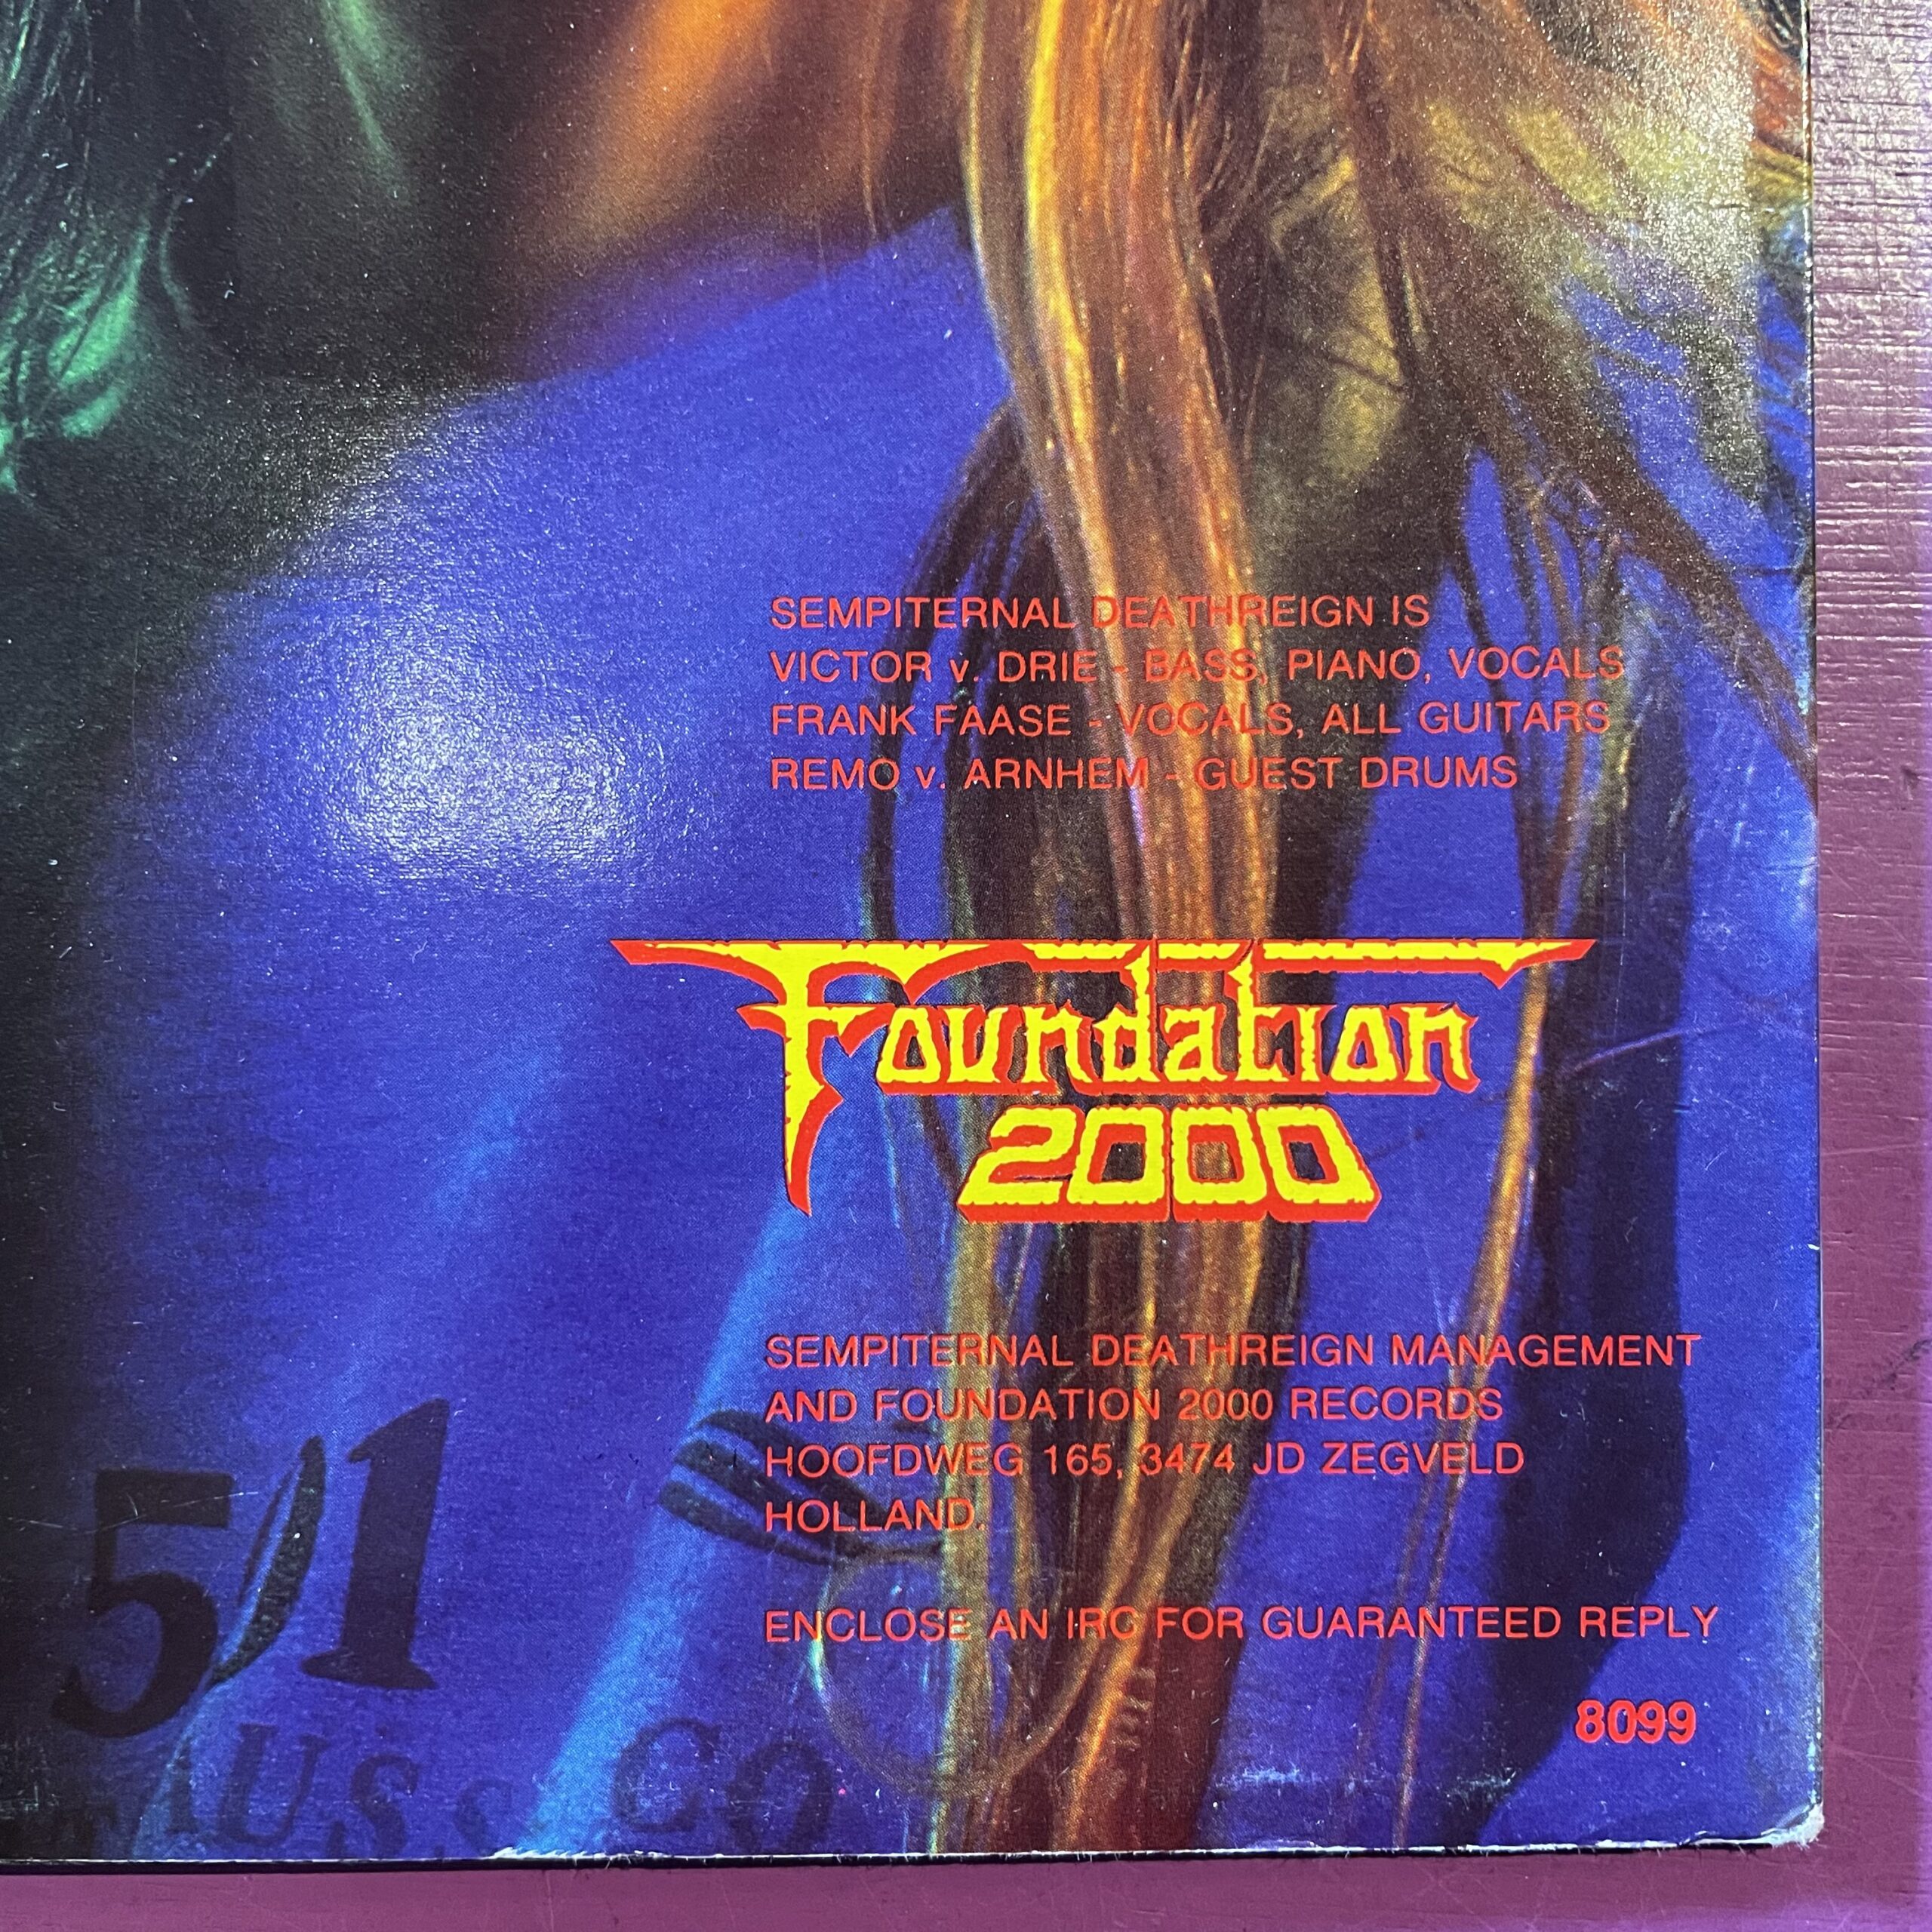 SEMPITERNAL DEATHREIGN IS
VICTOR v. DRIE - BASS, PIANO, VOCALS
FRANK FAASE - VOCALS, ALL GUITARS
REMO v. ARNHEM - GUEST DRUMS
Foundation
2000
SEMPITERNAL DEATHREIGN MANAGEMENT
AND FOUNDATION 2000 RECORDS
HOOFDWEG 165, 3474 JD ZEGVELD
HOLLAND.
ENCLOSE AN IRC FOR GUARANTEED REPLY
8099
501